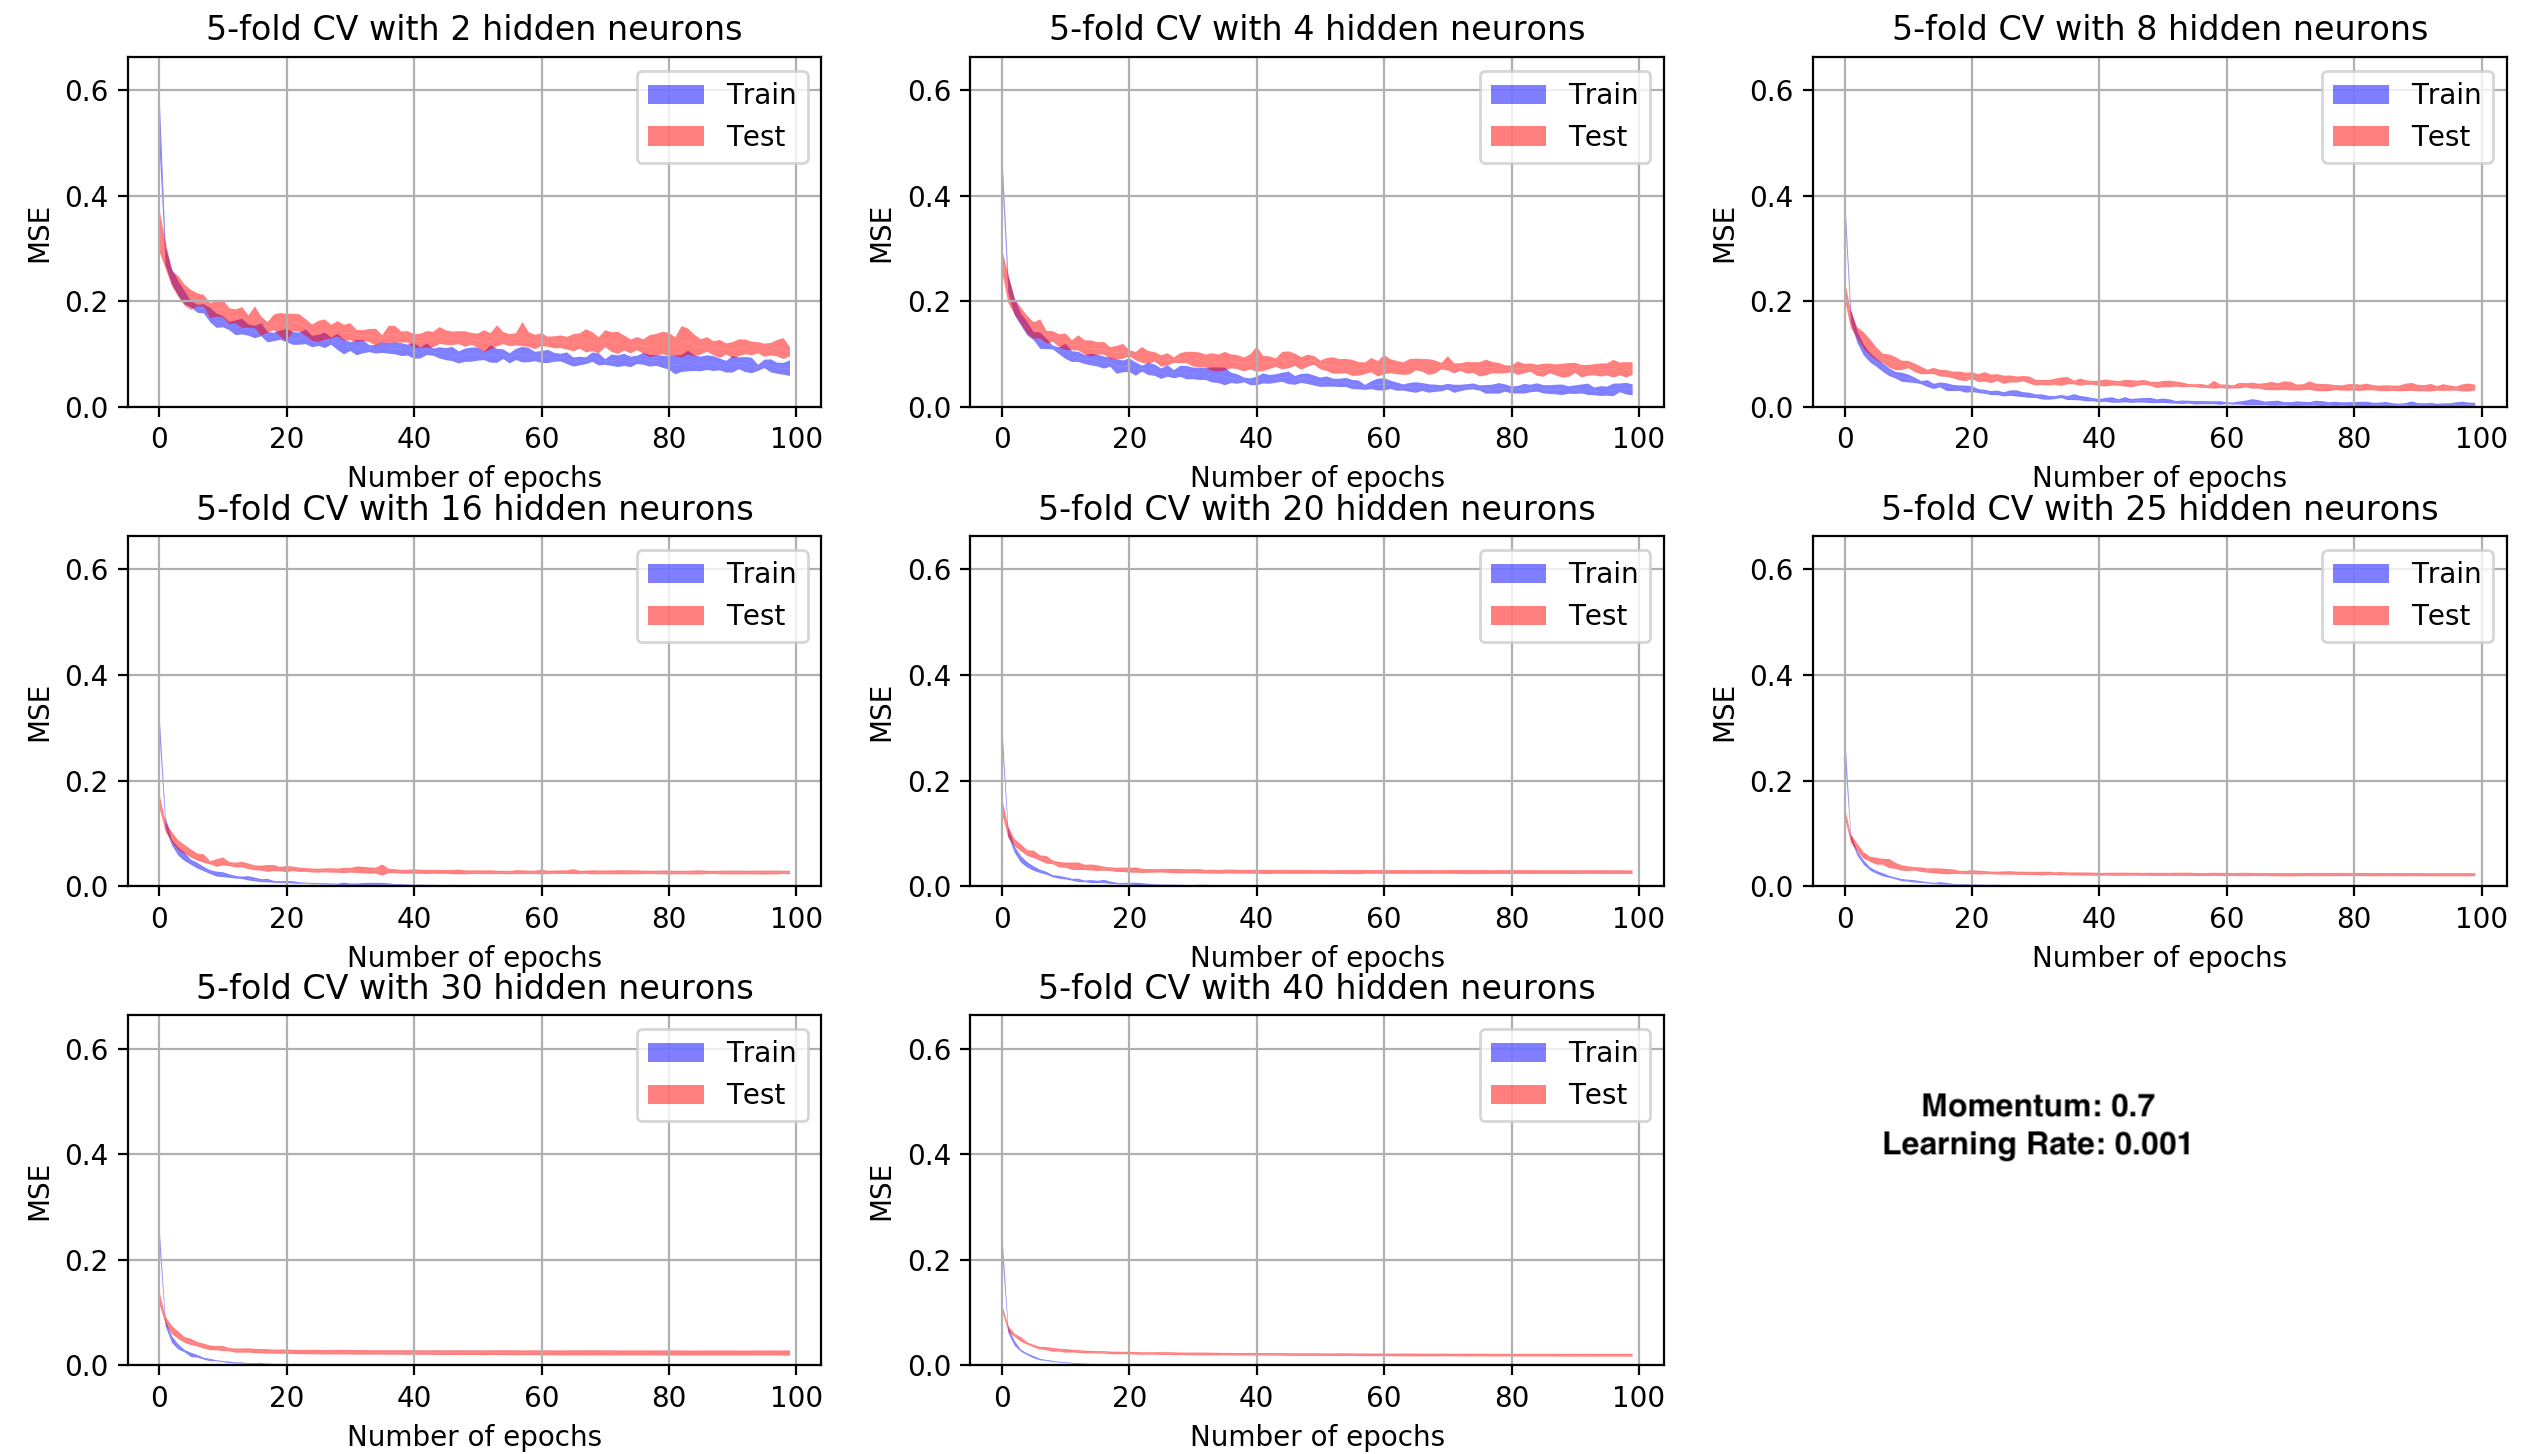 5-fold CV with 2 hidden neurons
0.6
0.4
0.2
0.0
MSE
Train
Test
0 20 40 60 80 100
Number of epochs
5-fold CV with 4 hidden neurons
0.6
0.4
0.2
0.0
MSE
Train
Test
0 20 40 60 80 100
Number of epochs
5-fold CV with 8 hidden neurons
0.6
0.4
0.2
0.0
MSE
Train
Test
0 20 40 60 80 100
Number of epochs
5-fold CV with 16 hidden neurons
0.6
0.4
0.2
0.0
MSE
Train
Test
0 20 40 60 80 100
Number of epochs
5-fold CV with 20 hidden neurons
0.6
0.4
0.2
0.0
MSE
Train
Test
0 20 40 60 80 100
Number of epochs
5-fold CV with 25 hidden neurons
0.6
0.4
0.2
0.0
MSE
Train
Test
0 20 40 60 80 100
Number of epochs
5-fold CV with 30 hidden neurons
0.6
0.4
0.2
0.0
MSE
Train
Test
0 20 40 60 80 100
Number of epochs
5-fold CV with 40 hidden neurons
0.6
0.4
0.2
0.0
MSE
Train
Test
0 20 40 60 80 100
Number of epochs
Momentum: 0.7
Learning Rate: 0.001